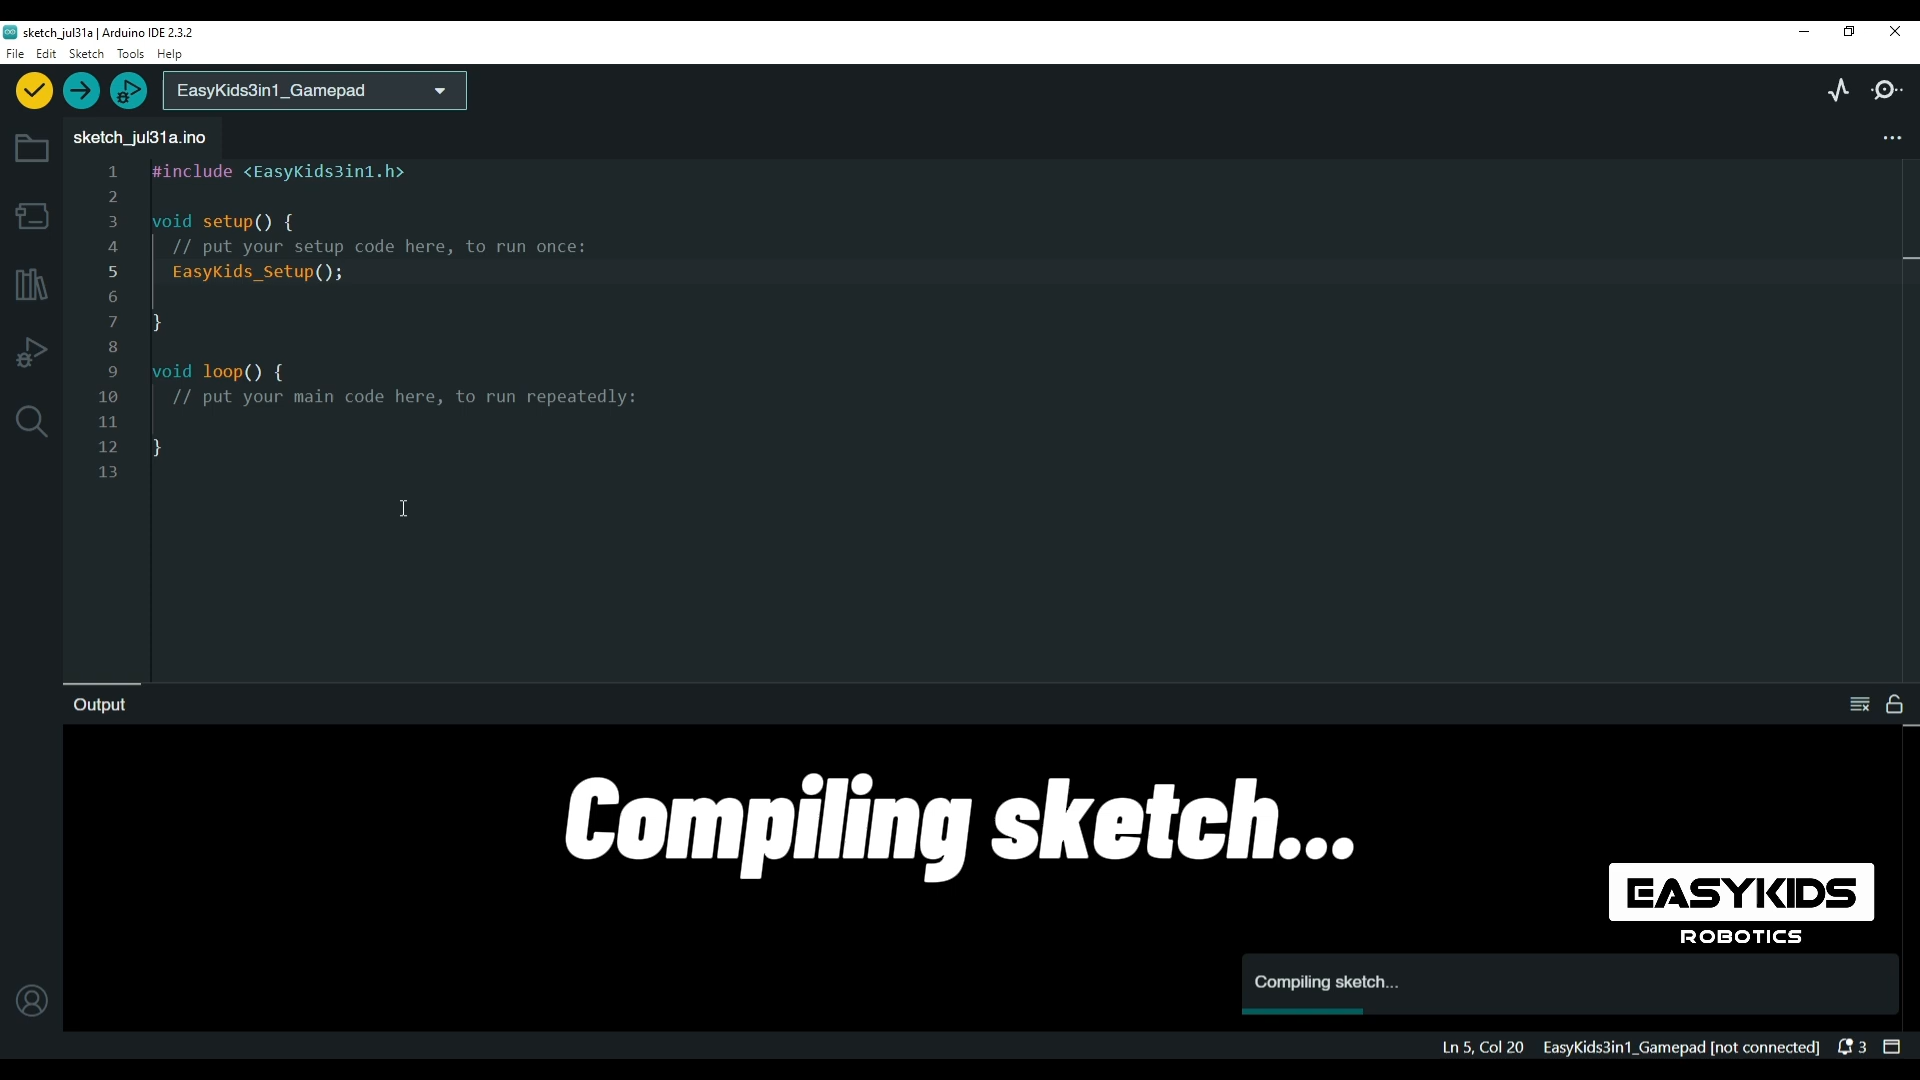 sketch_jul31a | Arduino IDE 2.3.2
File Edit Sketch Tools Help
EasyKids3in1_Gamepad
sketch_jul31a.ino
1 #include <EasyKids3in1.h>
2
3 void setup() {
4 // put your setup code here, to run once:
5 EasyKids_Setup();
6
7 }
8
9 void loop() {
10 // put your main code here, to run repeatedly:
11
12 }
13
Output
Compiling sketch...
EASYKIDS
ROBOTICS
Compiling sketch...
Ln 5, Col 20 EasyKids3in1_Gamepad [not connected] 3